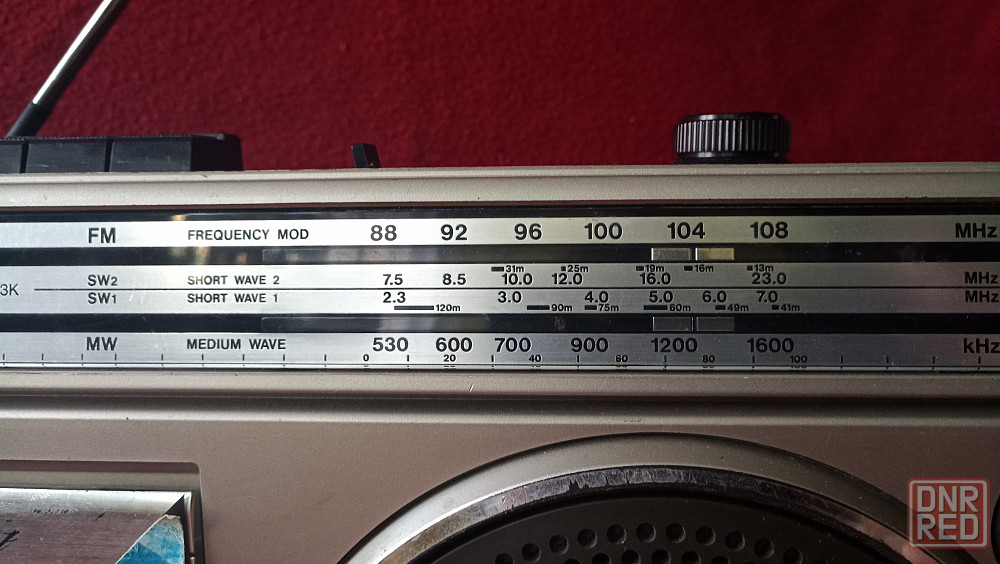 FM FREQUENCY MOD 88 92 96 100 104 108 MHz
31m 25m 19m 16m 13m
SW2 SHORT WAVE 2 7.5 8.5 10.0 12.0 16.0 23.0 MHz
3K
SW1 SHORT WAVE 1 2.3 3.0 4.0 5.0 6.0 7.0 MHz
120m 90m 75m 60m 49m 41m
MW MEDIUM WAVE 530 600 700 900 1200 1600 kHz
0 20 40 60 80 100
DNR
RED